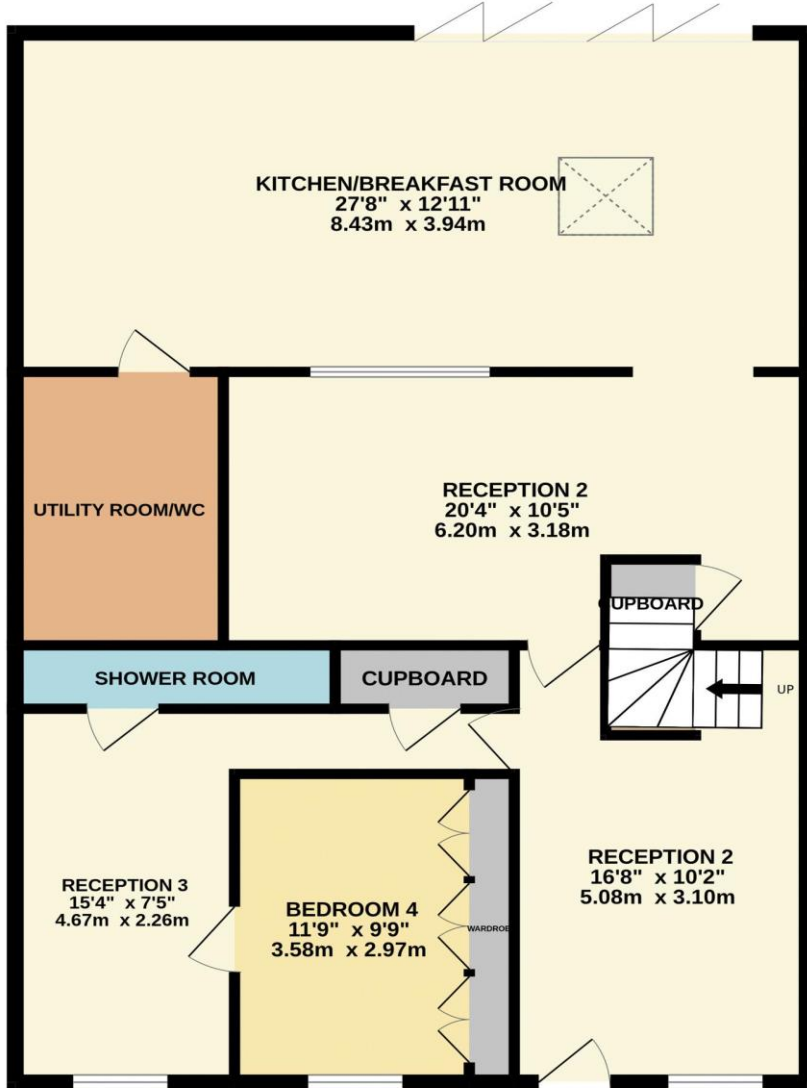 KITCHEN/BREAKFAST ROOM
27'8" x 12'11"
8.43m x 3.94m
UTILITY ROOM/WC
RECEPTION 2
20'4" x 10'5"
6.20m x 3.18m
CUPBOARD
SHOWER ROOM
CUPBOARD
UP
RECEPTION 3
15'4" x 7'5"
4.67m x 2.26m
BEDROOM 4
11'9" x 9'9"
3.58m x 2.97m
WARDROBE
RECEPTION 2
16'8" x 10'2"
5.08m x 3.10m